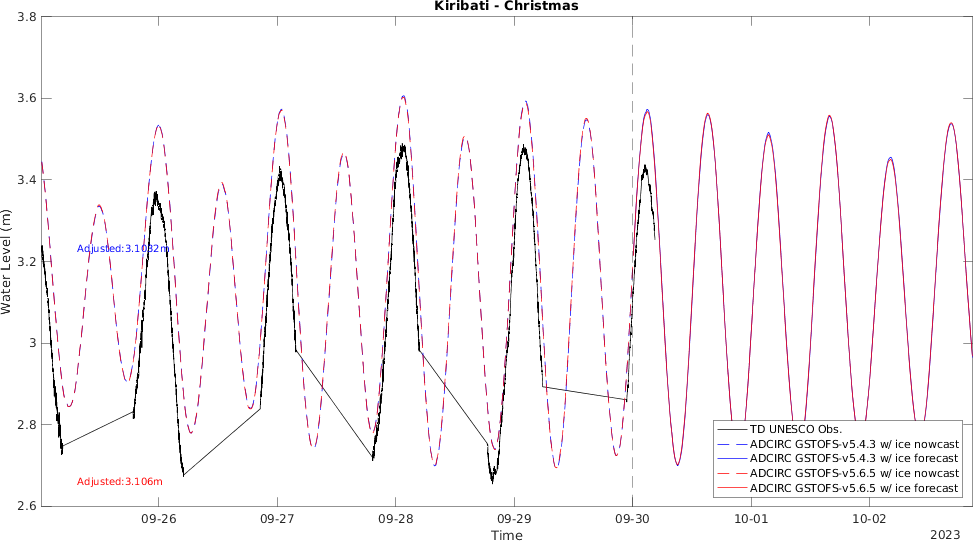 Kiribati - Christmas
3.8
3.6
3.4
3.2
3
2.8
2.6
Water Level (m)
Adjusted:3.1032m
Adjusted:3.106m
TD UNESCO Obs.
ADCIRC GSTOFS-v5.4.3 w/ ice nowcast
ADCIRC GSTOFS-v5.4.3 w/ ice forecast
ADCIRC GSTOFS-v5.6.5 w/ ice nowcast
ADCIRC GSTOFS-v5.6.5 w/ ice forecast
09-26 09-27 09-28 09-29 09-30 10-01 10-02
Time
2023